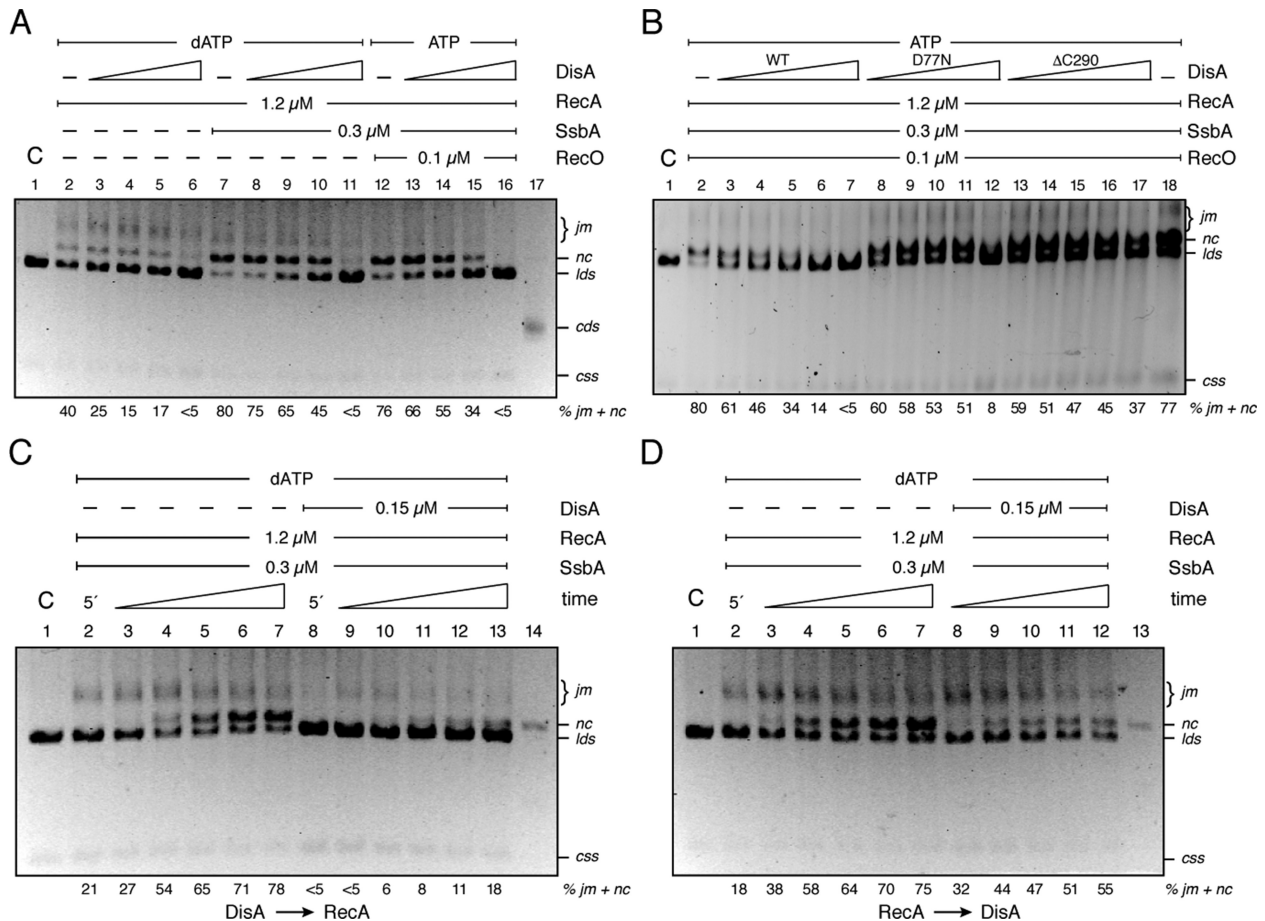 A
dATP ATP
– – – DisA
1.2 µM RecA
– – – – – 0.3 µM SsbA
C – – – – – – – – – – 0.1 µM RecO
1 2 3 4 5 6 7 8 9 10 11 12 13 14 15 16 17
jm
nc
lds
cds
css
40 25 15 17 <5 80 75 65 45 <5 76 66 55 34 <5 % jm + nc
B
ATP
– WT D77N ΔC290 – DisA
1.2 µM RecA
0.3 µM SsbA
C 0.1 µM RecO
1 2 3 4 5 6 7 8 9 10 11 12 13 14 15 16 17 18
jm
nc
lds
css
80 61 46 34 14 <5 60 58 53 51 8 59 51 47 45 37 77 % jm + nc
C
dATP
– – – – – – 0.15 µM DisA
1.2 µM RecA
0.3 µM SsbA
C 5´ 5´ time
1 2 3 4 5 6 7 8 9 10 11 12 13 14
jm
nc
lds
css
21 27 54 65 71 78 <5 <5 6 8 11 18 % jm + nc
DisA → RecA
D
dATP
– – – – – – 0.15 µM DisA
1.2 µM RecA
0.3 µM SsbA
C 5´ time
1 2 3 4 5 6 7 8 9 10 11 12 13
jm
nc
lds
css
18 38 58 64 70 75 32 44 47 51 55 % jm + nc
RecA → DisA